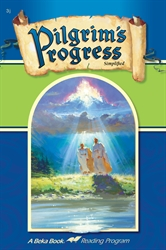 Pilgrim's
Progress
Simplified
A Beka Book Reading Program